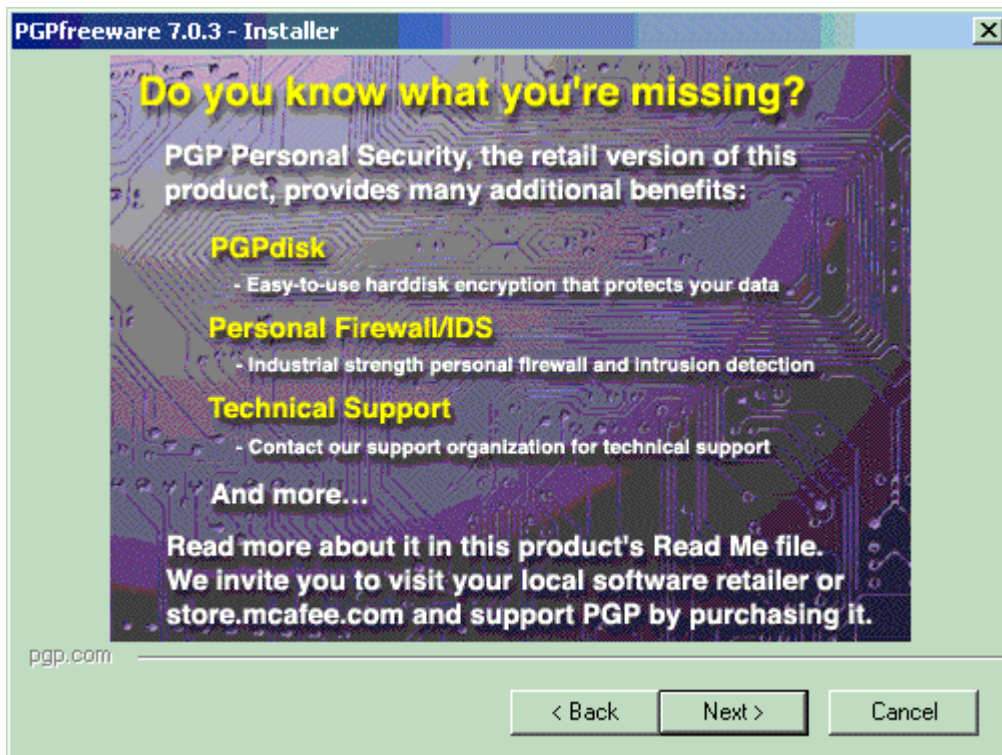 PGPfreeware 7.0.3 - Installer
Do you know what you're missing?
PGP Personal Security, the retail version of this
product, provides many additional benefits:
PGPdisk
- Easy-to-use harddisk encryption that protects your data
Personal Firewall/IDS
- Industrial strength personal firewall and intrusion detection
Technical Support
- Contact our support organization for technical support
And more...
Read more about it in this product's Read Me file.
We invite you to visit your local software retailer or
store.mcafee.com and support PGP by purchasing it.
pgp.com
< Back
Next >
Cancel